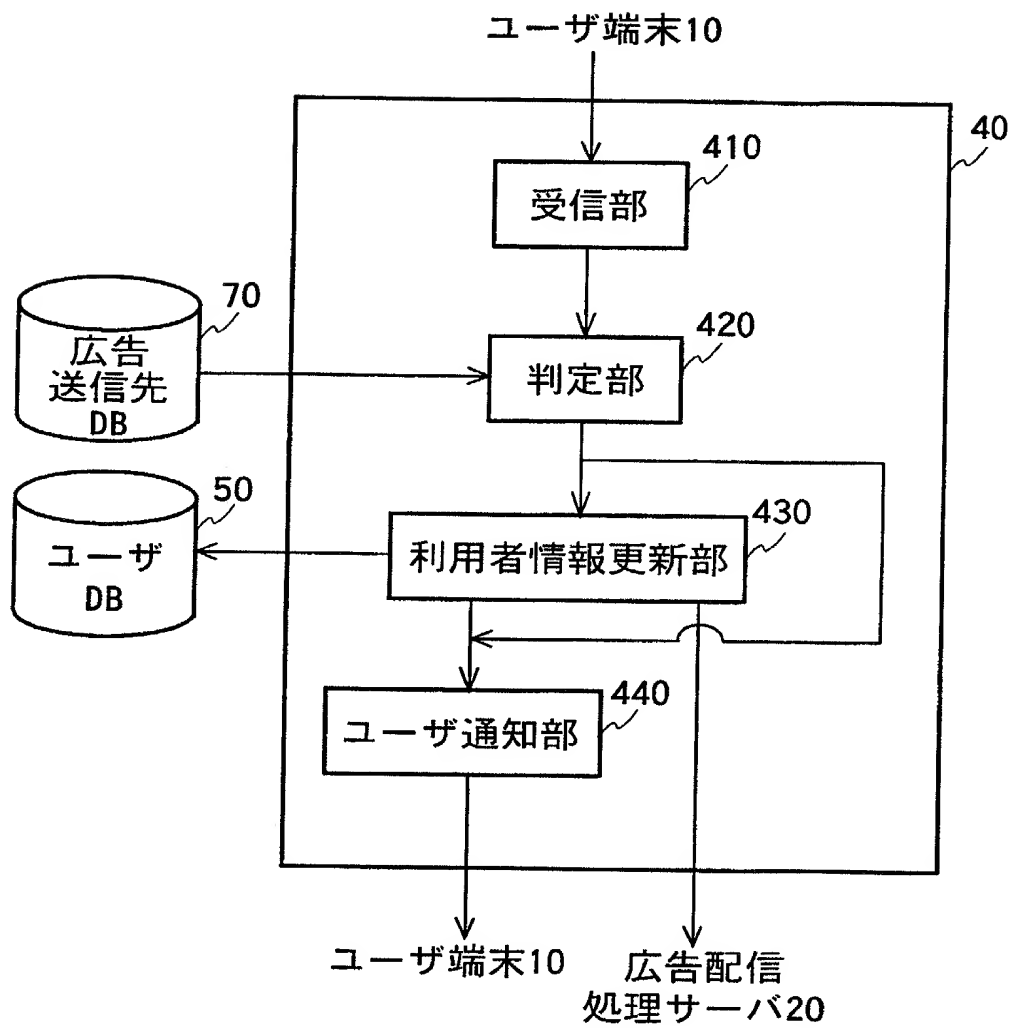 ユーザ端末10
40
410
受信部
70
広告
送信先
DB
420
判定部
50
ユーザ
DB
430
利用者情報更新部
440
ユーザ通知部
ユーザ端末10
広告配信
処理サーバ20